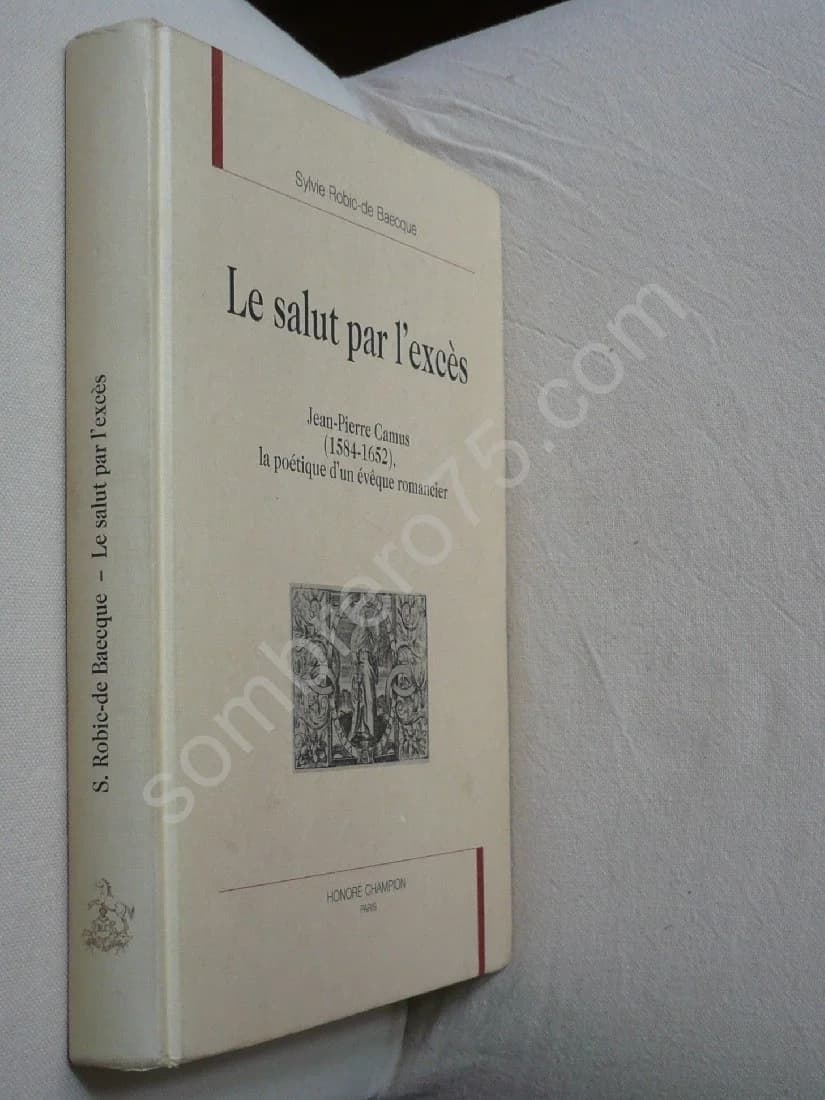 Sylvie Robic-de Baecque
Le salut par l'excès
Jean-Pierre Camus
(1584-1652),
la poétique d'un évêque romancier
HONORÉ CHAMPION
PARIS
S. Robic-de Baecque – Le salut par l'excès
sombrero75.com